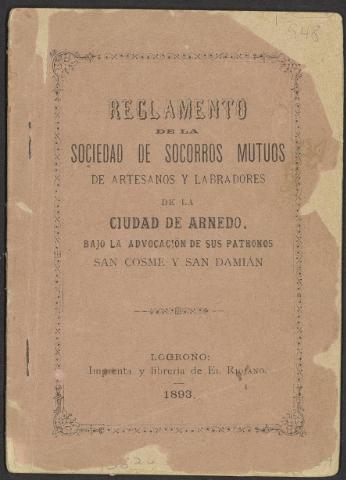 548
REGLAMENTO
DE LA
SOCIEDAD DE SOCORROS MUTUOS
DE ARTESANOS Y LABRADORES
DE LA
CIUDAD DE ARNEDO,
BAJO LA ADVOCACIÓN DE SUS PATRONOS
SAN COSME Y SAN DAMIÁN
LOGROÑO:
Imprenta y librería de EL RIOJANO.
1893.